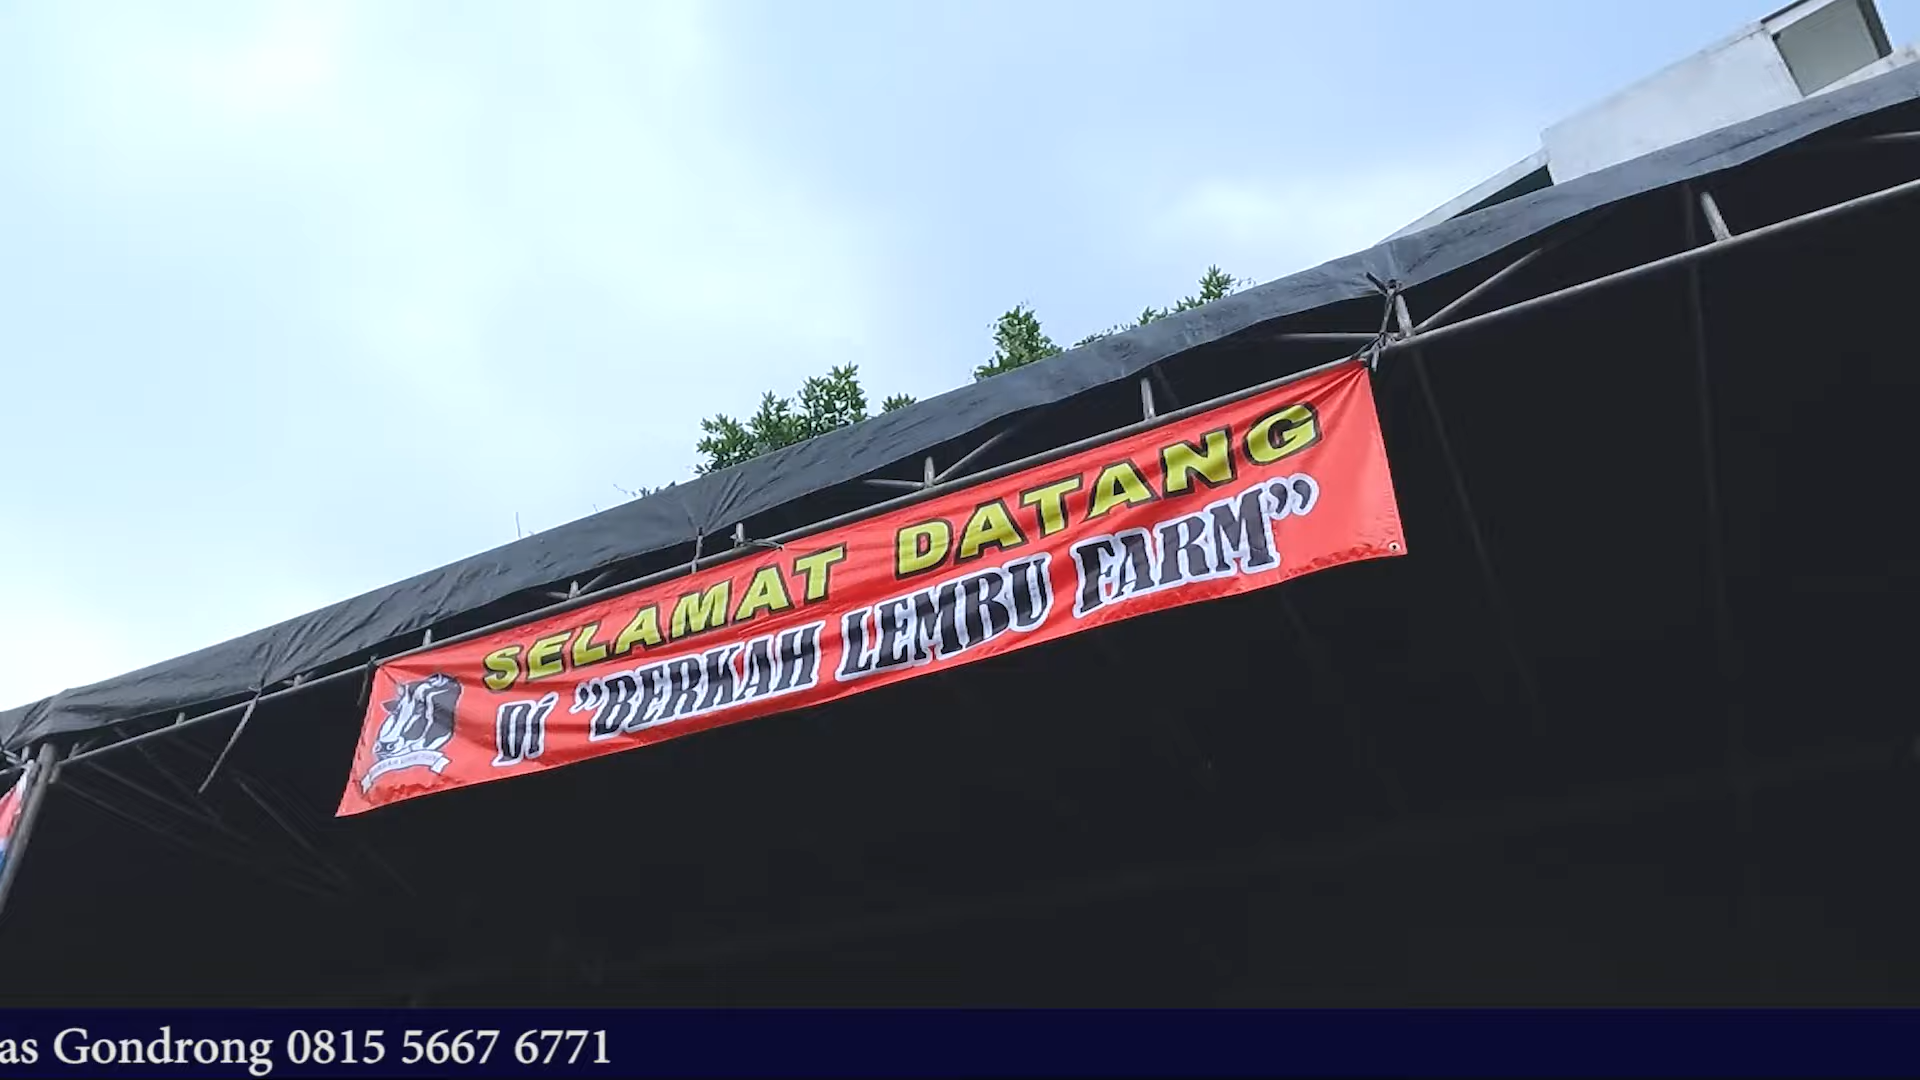 SELAMAT DATANG
Di "BERKAH LEMBU FARM"
as Gondrong 0815 5667 6771